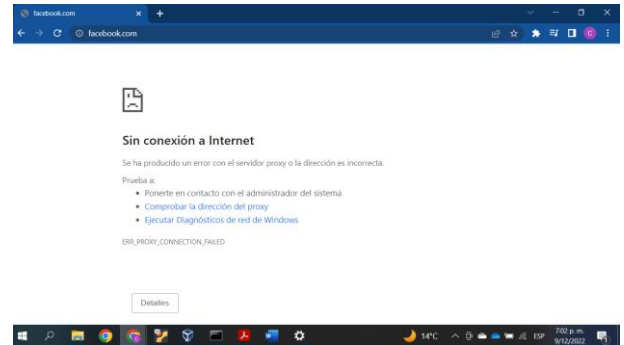 facebook.com
facebook.com
Sin conexión a Internet
Se ha producido un error con el servidor proxy o la dirección es incorrecta.
Prueba a:
Ponerte en contacto con el administrador del sistema
Comprobar la dirección del proxy
Ejecutar Diagnósticos de red de Windows
ERR_PROXY_CONNECTION_FAILED
Detalles
14°C ESP 7:02 p. m.
9/12/2022